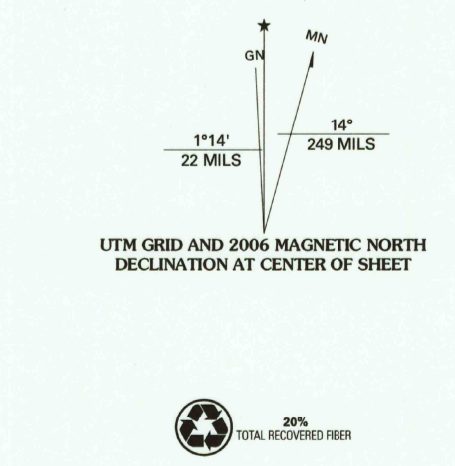 MN
GN
14°
249 MILS
1°14'
22 MILS
UTM GRID AND 2006 MAGNETIC NORTH
DECLINATION AT CENTER OF SHEET
20%
TOTAL RECOVERED FIBER